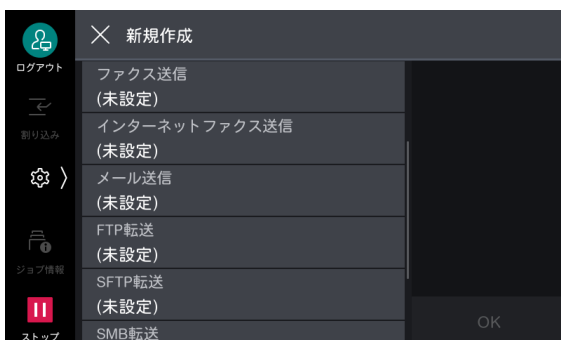 新規作成
ログアウト
割り込み
ジョブ情報
ストップ
ファクス送信
(未設定)
インターネットファクス送信
(未設定)
メール送信
(未設定)
FTP転送
(未設定)
SFTP転送
(未設定)
SMB転送
OK